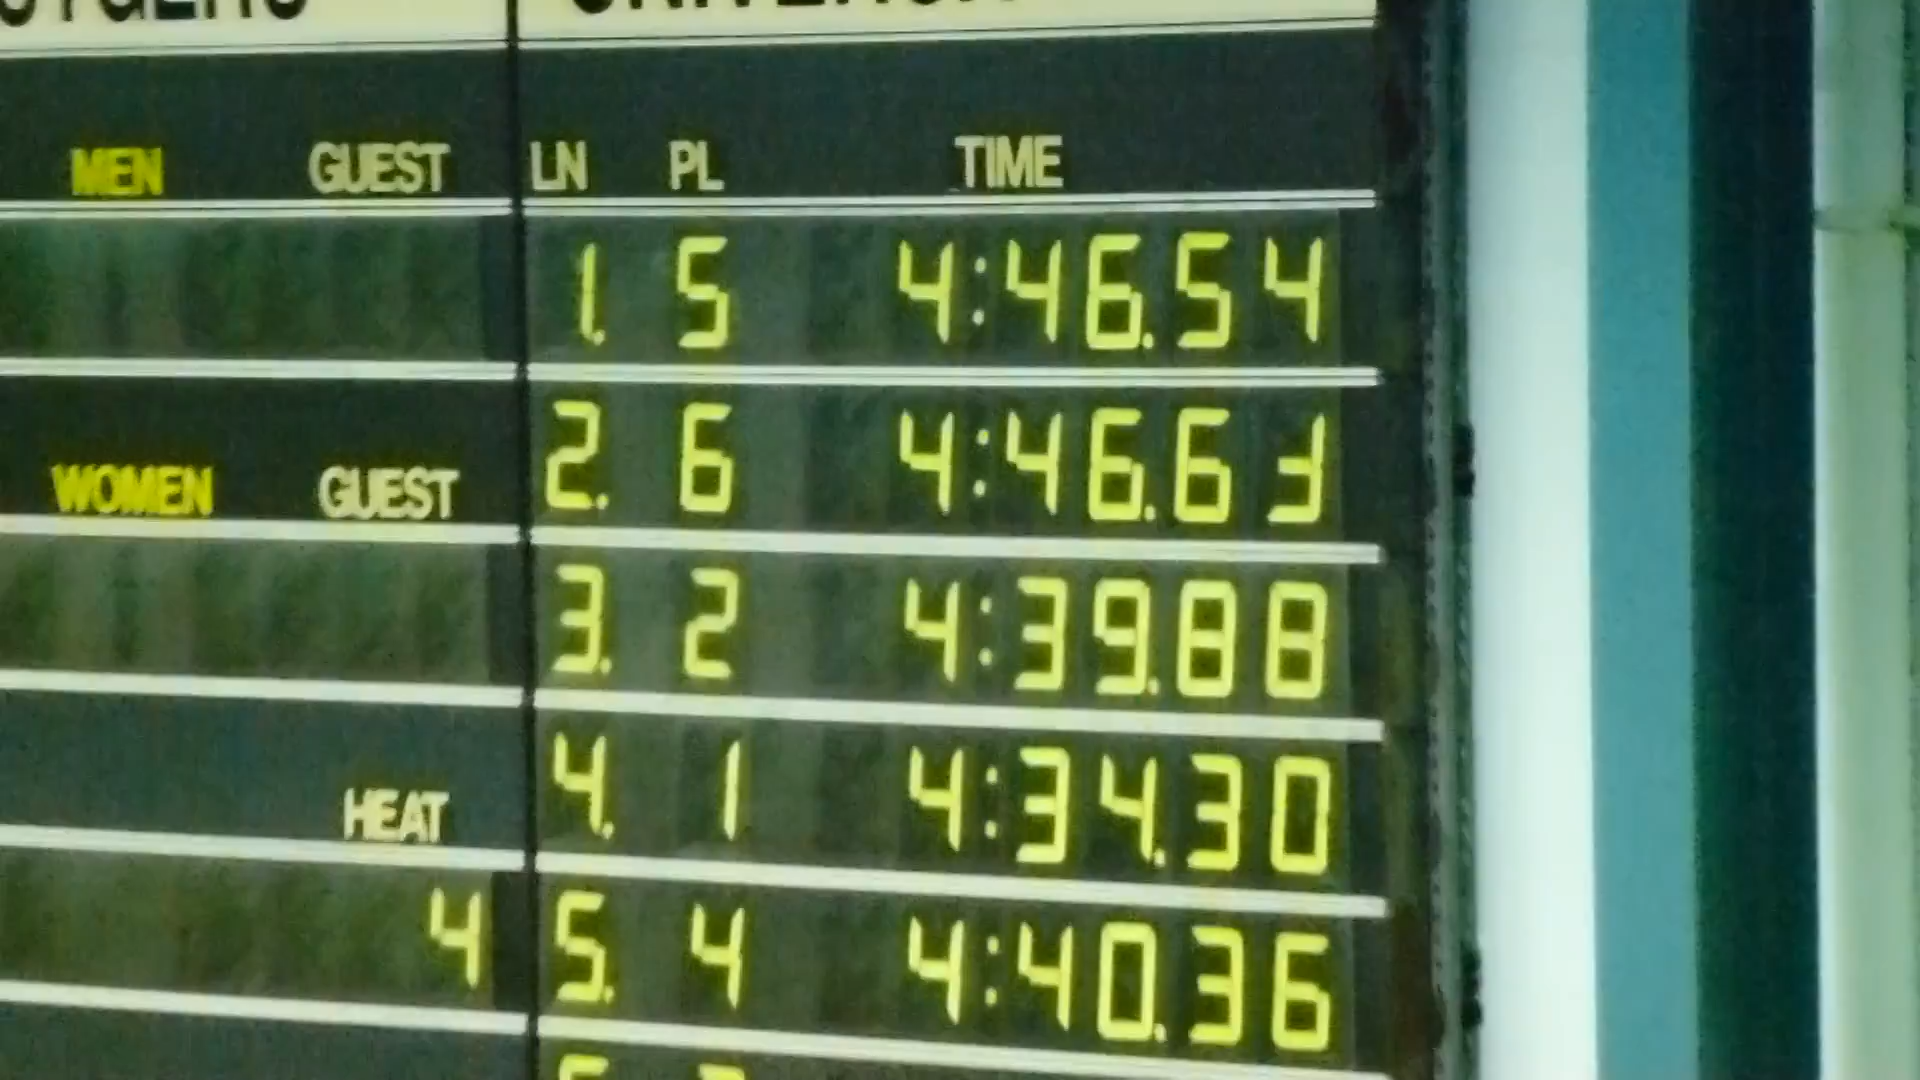 MEN GUEST LN PL TIME
1. 5 4:46.54
WOMEN GUEST 2. 6 4:46.63
3. 2 4:39.88
HEAT 4. 1 4:34.30
4 5. 4 4:40.36